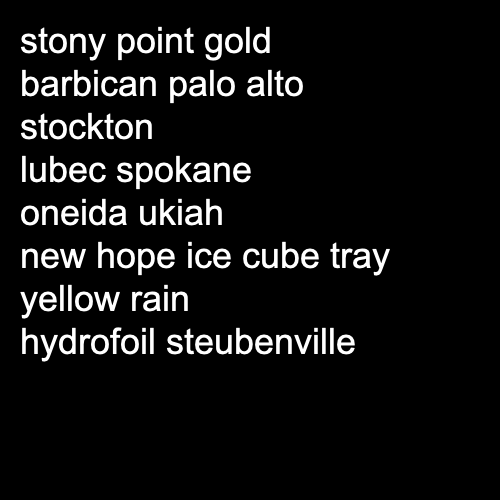 stony point gold
barbican palo alto
stockton
lubec spokane
oneida ukiah
new hope ice cube tray
yellow rain
hydrofoil steubenville